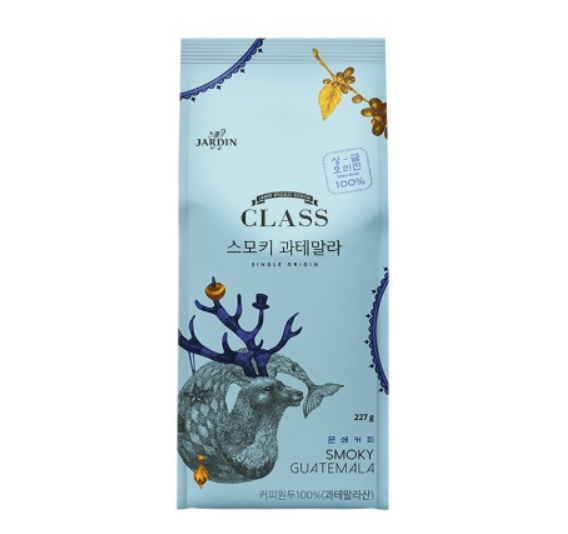 JARDIN
싱글
오리진
100%
CLASS
스모키 과테말라
SINGLE ORIGIN
227 g
분쇄커피
SMOKY
GUATEMALA
커피원두100%(과테말라산)